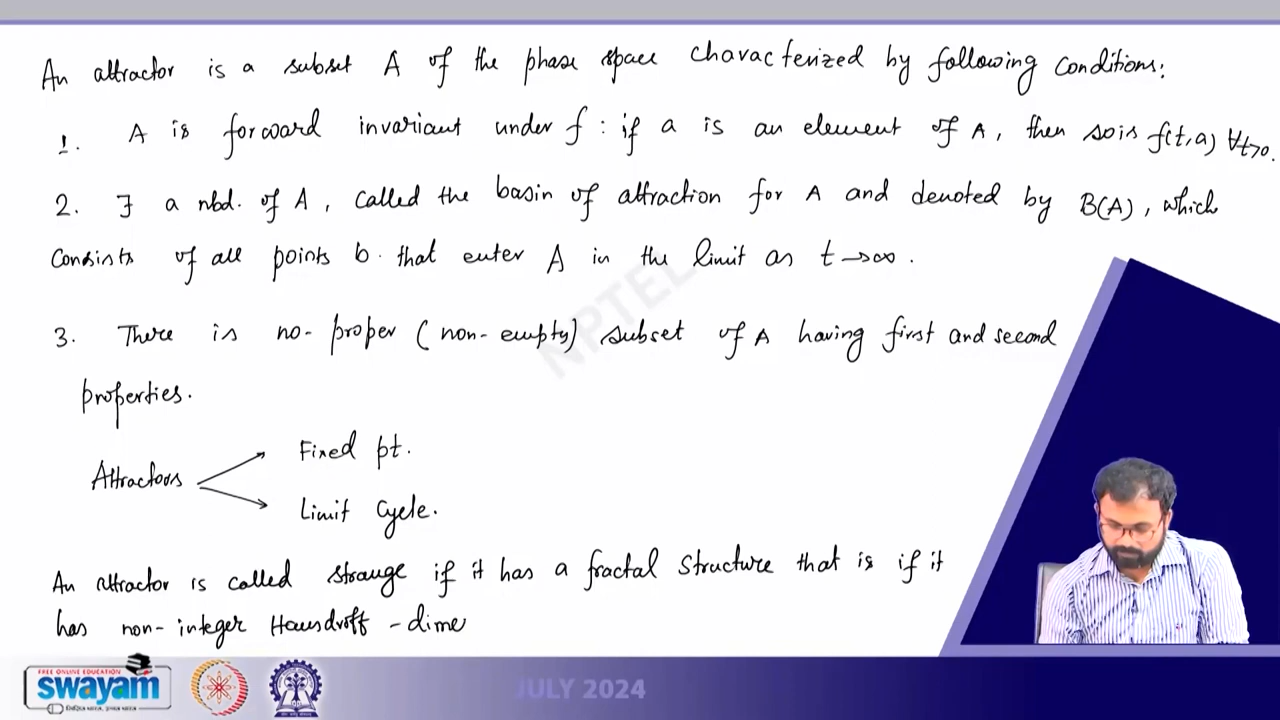 An attractor is a subset A of the phase space characterized by following conditions:
1. A is forward invariant under f : if a is an element of A, then so is f(t,a) ∀t>0.
2. ∃ a nbd. of A, called the basin of attraction for A and denoted by B(A), which
consists of all points b. that enter A in the limit as t→∞.
3. There is no-proper (non-empty) subset of A having first and second
properties.
Attractors
Fixed pt.
Limit Cycle.
An attractor is called strange if it has a fractal structure that is if it
has non-integer Hausdroff -dime
NPTEL
FREE ONLINE EDUCATION
swayam
JULY 2024